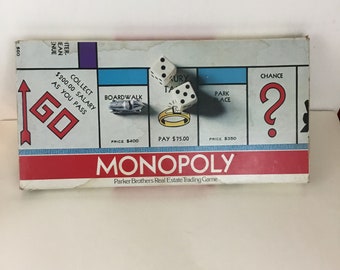 COLLECT
$200.00 SALARY
AS YOU PASS
GO
BOARDWALK
PRICE $400
PAY $75.00
PARK
PLACE
PRICE $350
CHANCE
?
MONOPOLY
Parker Brothers Real Estate Trading Game